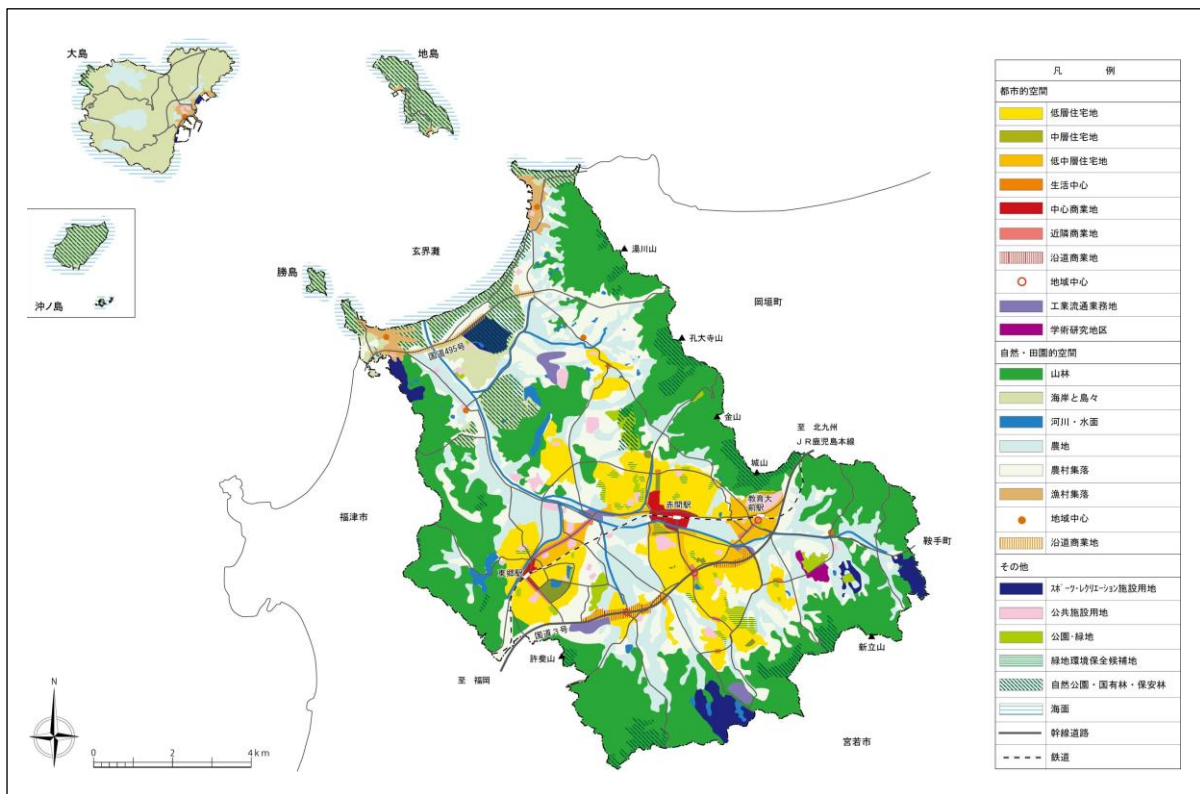 大島
地島
沖ノ島
勝島
玄界灘
湯川山
岡垣町
孔大寺山
国道495号
金山
至 北九州
JR鹿児島本線
城山
教育大
前駅
赤間駅
福津市
鞍手町
東郷駅
国道3号
許斐山
新立山
至 福岡
宮若市
N
0 2 4km
凡 例
都市的空間
低層住宅地
中層住宅地
低中層住宅地
生活中心
中心商業地
近隣商業地
沿道商業地
地域中心
工業流通業務地
学術研究地区
自然・田園的空間
山林
海岸と島々
河川・水面
農地
農村集落
漁村集落
地域中心
沿道商業地
その他
スポーツ・レクリエーション施設用地
公共施設用地
公園・緑地
緑地環境保全候補地
自然公園・国有林・保安林
海面
幹線道路
鉄道